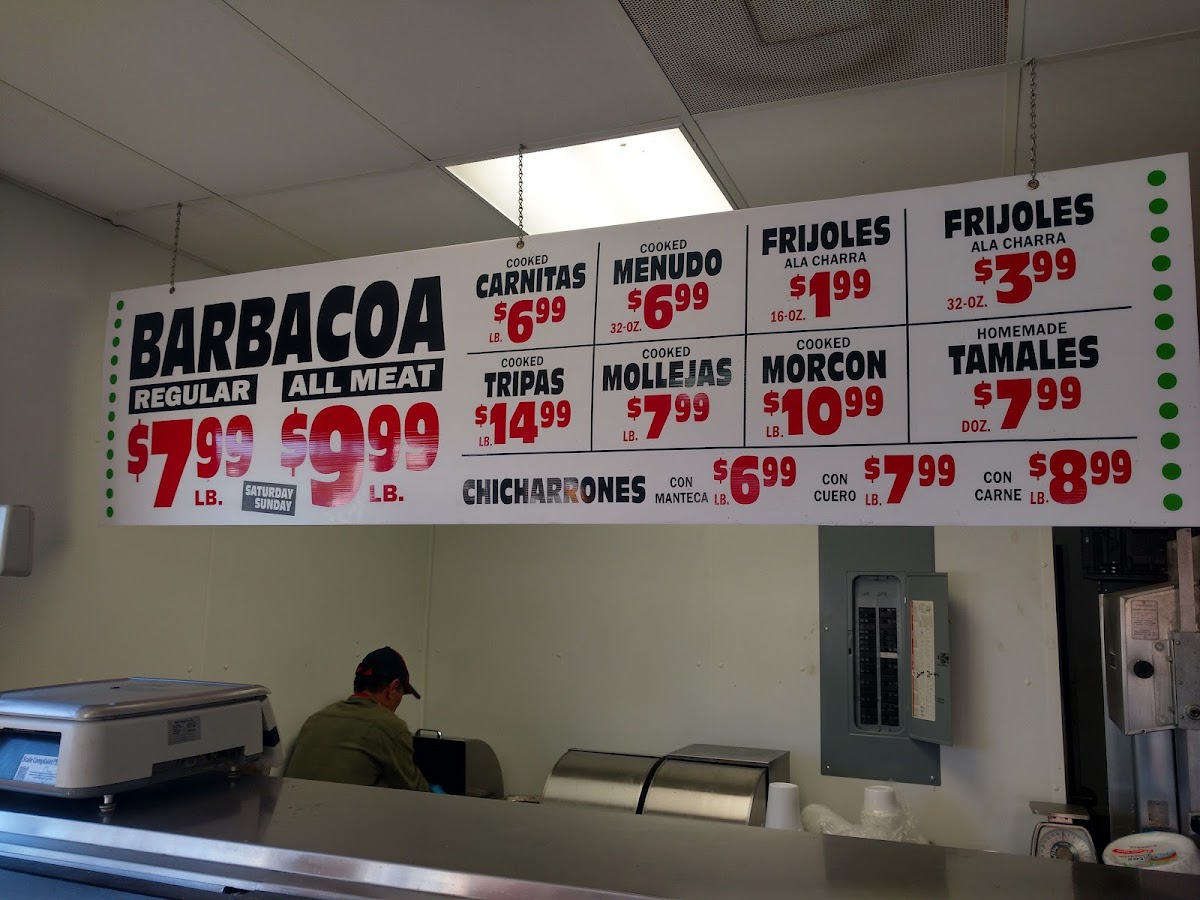 BARBACOA
REGULAR
$7.99 LB.
ALL MEAT
$9.99 LB.
SATURDAY
SUNDAY
COOKED
CARNITAS
LB. $6.99
COOKED
MENUDO
32-OZ. $6.99
FRIJOLES
ALA CHARRA
16-OZ. $1.99
FRIJOLES
ALA CHARRA
32-OZ. $3.99
COOKED
TRIPAS
LB. $14.99
COOKED
MOLLEJAS
LB. $7.99
COOKED
MORCON
LB. $10.99
HOMEMADE
TAMALES
DOZ. $7.99
CHICHARRONES
CON
MANTECA
LB. $6.99
CON
CUERO
LB. $7.99
CON
CARNE
LB. $8.99